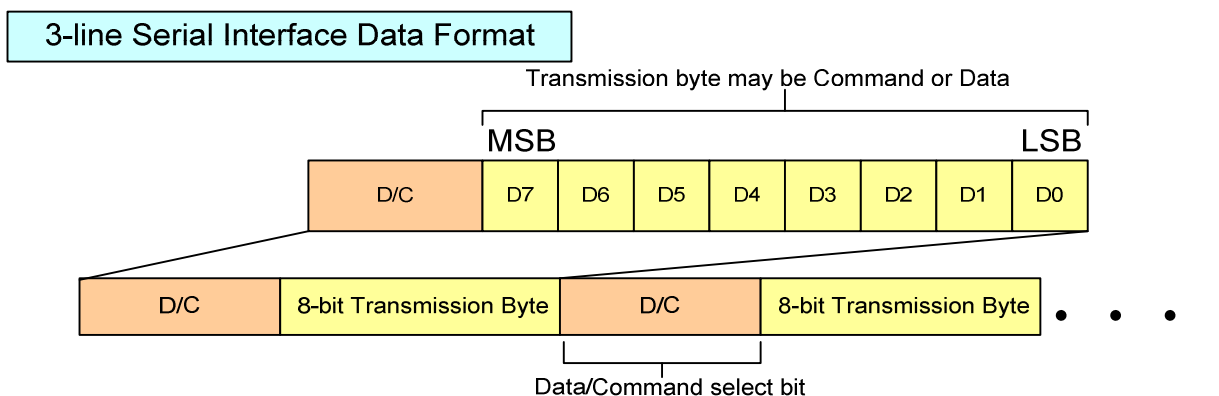 3-line Serial Interface Data Format
Transmission byte may be Command or Data
MSB LSB
D/C D7 D6 D5 D4 D3 D2 D1 D0
D/C 8-bit Transmission Byte D/C 8-bit Transmission Byte • • •
Data/Command select bit